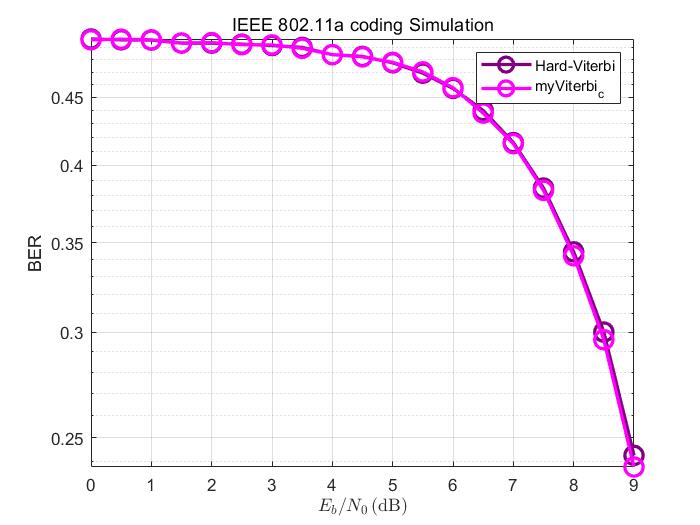 IEEE 802.11a coding Simulation
Hard-Viterbi
myViterbi_c
0.45
0.4
0.35
0.3
0.25
BER
0 1 2 3 4 5 6 7 8 9
E_b/N_0 (dB)